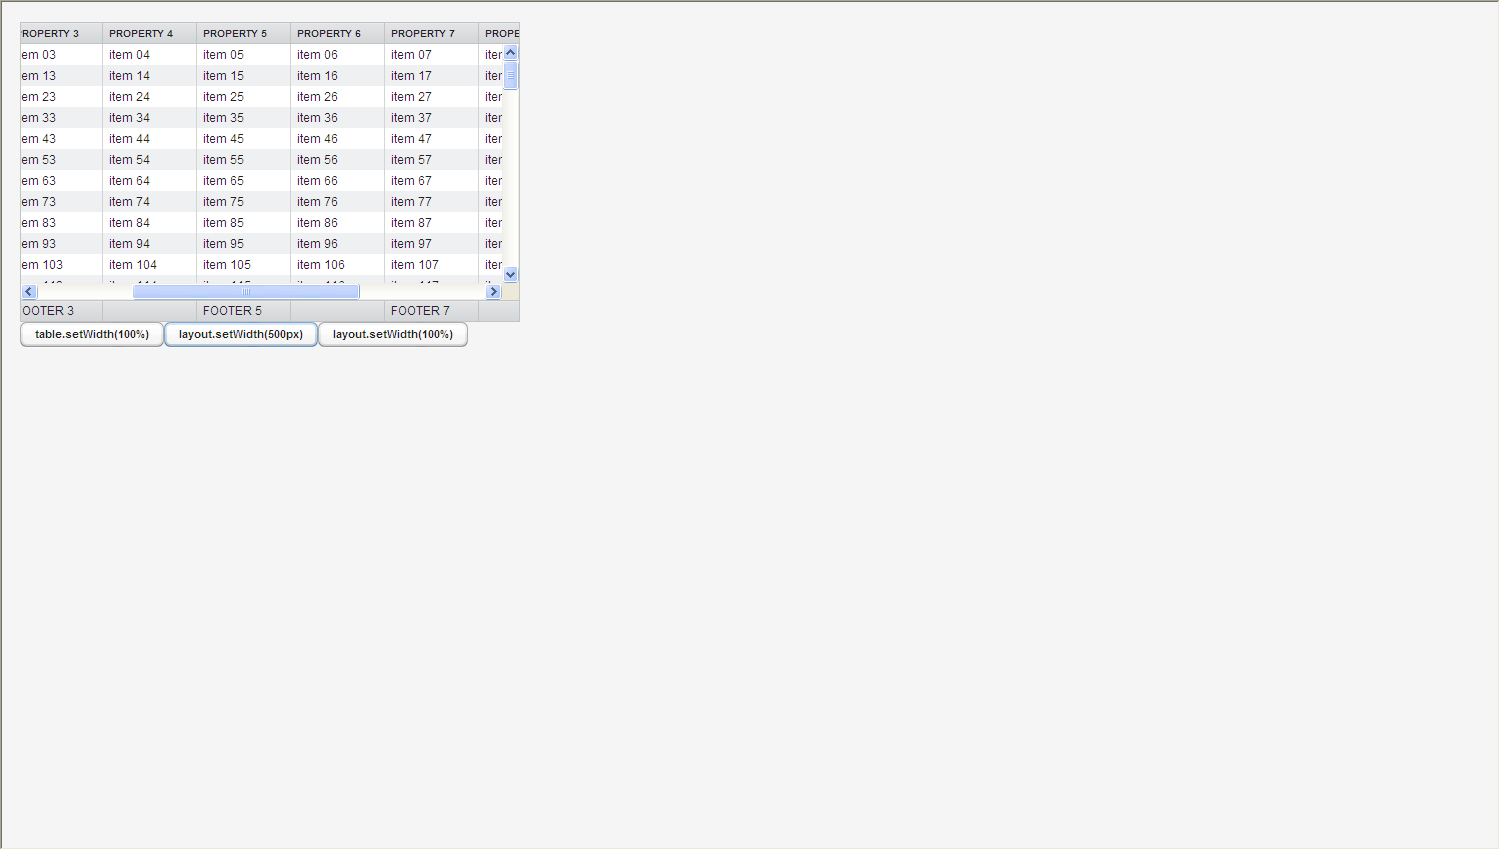 ROPERTY 3 PROPERTY 4 PROPERTY 5 PROPERTY 6 PROPERTY 7 PROPE
em 03 item 04 item 05 item 06 item 07 iter
em 13 item 14 item 15 item 16 item 17 iter
em 23 item 24 item 25 item 26 item 27 iter
em 33 item 34 item 35 item 36 item 37 iter
em 43 item 44 item 45 item 46 item 47 iter
em 53 item 54 item 55 item 56 item 57 iter
em 63 item 64 item 65 item 66 item 67 iter
em 73 item 74 item 75 item 76 item 77 iter
em 83 item 84 item 85 item 86 item 87 iter
em 93 item 94 item 95 item 96 item 97 iter
em 103 item 104 item 105 item 106 item 107 iter
OOTER 3 FOOTER 5 FOOTER 7
table.setWidth(100%) layout.setWidth(500px) layout.setWidth(100%)